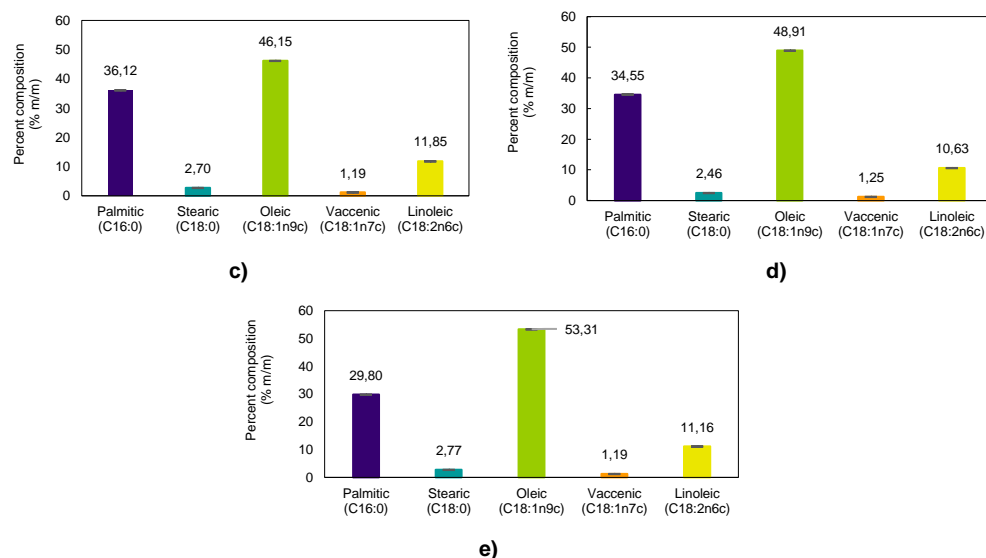 Percent composition
(% m/m)
60
50
40
30
20
10
0
36,12
2,70
46,15
1,19
11,85
Palmitic
(C16:0)
Stearic
(C18:0)
Oleic
(C18:1n9c)
Vaccenic
(C18:1n7c)
Linoleic
(C18:2n6c)
c)
Percent composition
(% m/m)
60
50
40
30
20
10
0
34,55
2,46
48,91
1,25
10,63
Palmitic
(C16:0)
Stearic
(C18:0)
Oleic
(C18:1n9c)
Vaccenic
(C18:1n7c)
Linoleic
(C18:2n6c)
d)
Percent composition
(% m/m)
60
50
40
30
20
10
0
29,80
2,77
53,31
1,19
11,16
Palmitic
(C16:0)
Stearic
(C18:0)
Oleic
(C18:1n9c)
Vaccenic
(C18:1n7c)
Linoleic
(C18:2n6c)
e)